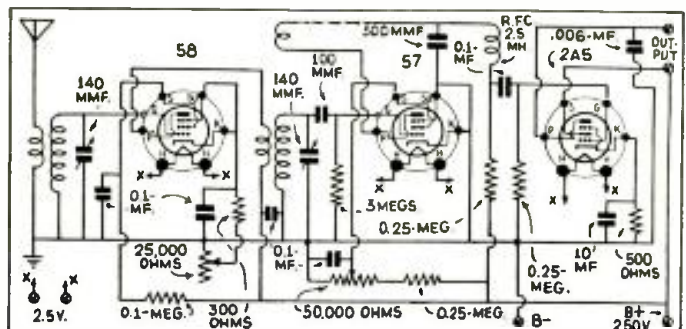 58
140
MMF.
0.1-
MF.
25,000
OHMS
X
X
2.5 V.
0.1-MEG.
300
OHMS
X
X
140
MMF.
100
MMF
500 MMF
57
R.FC
2.5
MH
0.1-
MF
3 MEGS
0.25-MEG.
0.1-
MF.
50,000 OHMS
0.25-MEG.
X
X
.006-MF
2A5
OUT-
PUT
P
S
G
K
H
H
X
X
10
MF
500
OHMS
0.25-
MEG.
B-
B+
250V.